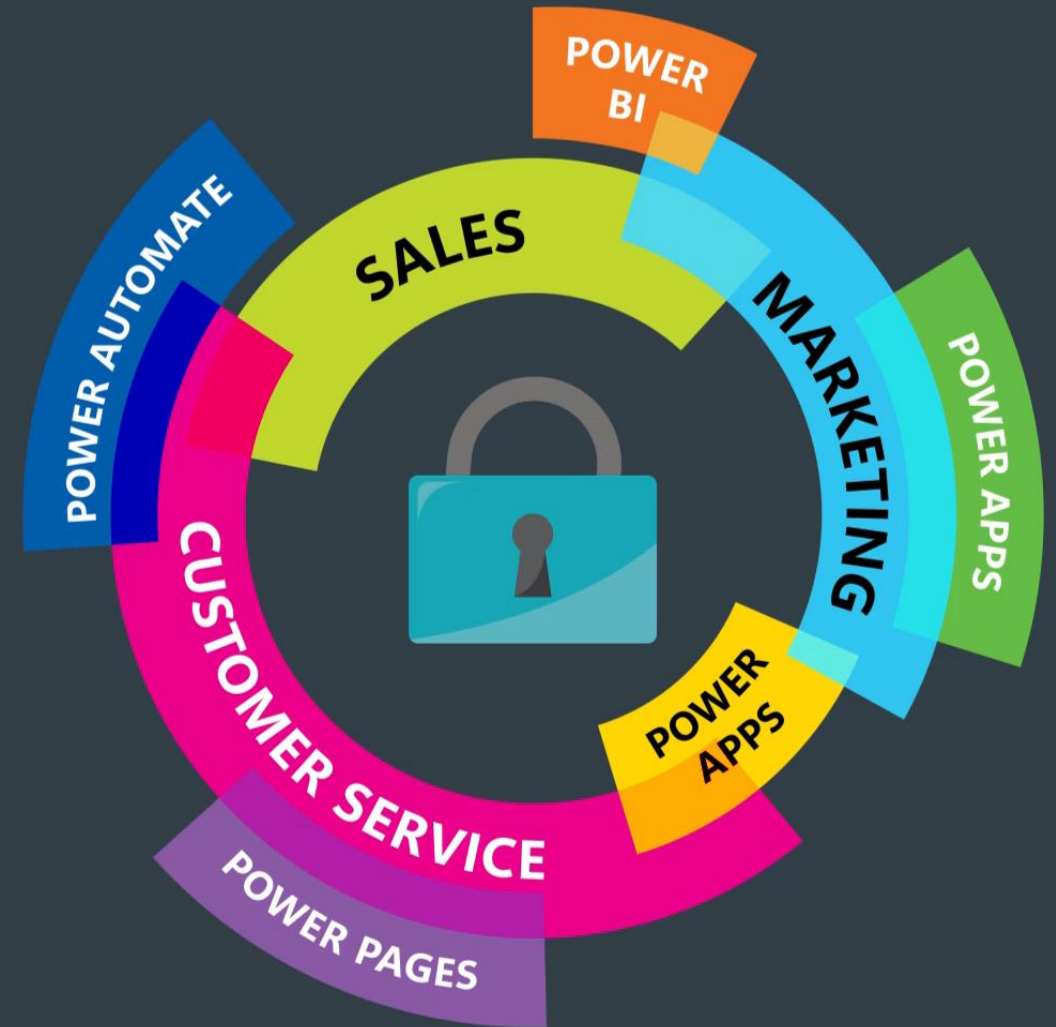 POWER
BI
SALES
POWER AUTOMATE
MARKETING
POWER APPS
POWER
APPS
CUSTOMER SERVICE
POWER PAGES